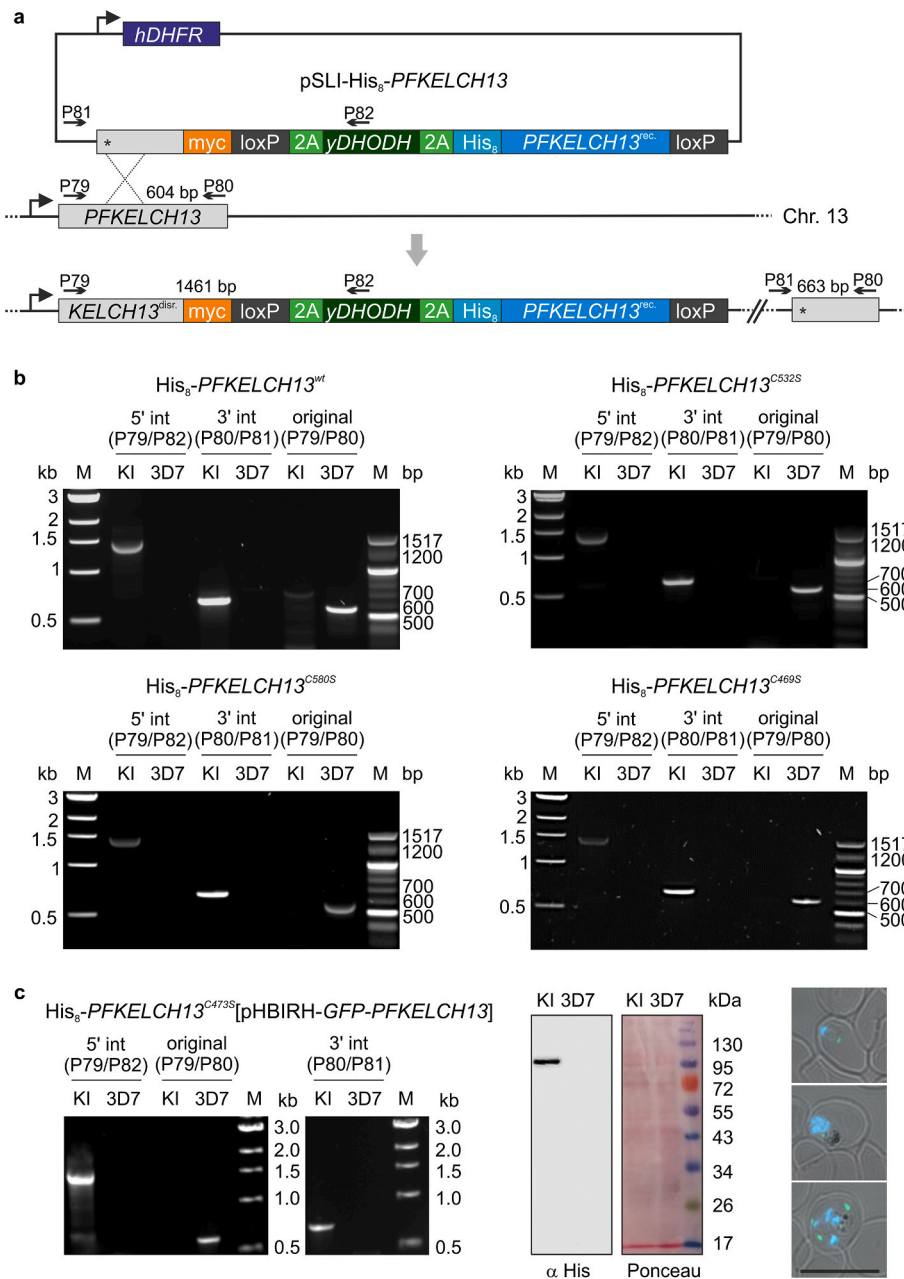 a
hDHFR
pSLI-His8-PFKELCH13
P81 P82
* myc loxP 2A yDHODH 2A His8 PFKELCH13rec. loxP
P79 604 bp P80
PFKELCH13 Chr. 13
P79 1461 bp P82 P81 663 bp P80
KELCH13disr. myc loxP 2A yDHODH 2A His8 PFKELCH13rec. loxP *
b
His8-PFKELCH13wt
5' int 3' int original
(P79/P82) (P80/P81) (P79/P80)
kb M KI 3D7 KI 3D7 KI 3D7 M bp
3
2
1.5
1
0.5
1517
1200
700
600
500
His8-PFKELCH13C532S
5' int 3' int original
(P79/P82) (P80/P81) (P79/P80)
kb M KI 3D7 KI 3D7 KI 3D7 M bp
3
2
1.5
1
0.5
1517
1200
700
600
500
His8-PFKELCH13C580S
5' int 3' int original
(P79/P82) (P80/P81) (P79/P80)
kb M KI 3D7 KI 3D7 KI 3D7 M bp
3
2
1.5
1
0.5
1517
1200
700
600
500
His8-PFKELCH13C469S
5' int 3' int original
(P79/P82) (P80/P81) (P79/P80)
kb M KI 3D7 KI 3D7 KI 3D7 M bp
3
2
1.5
1
0.5
1517
1200
700
600
500
c
His8-PFKELCH13C473S[pHBIRH-GFP-PFKELCH13]
5' int original 3' int
(P79/P82) (P79/P80) (P80/P81)
KI 3D7 KI 3D7 M kb KI 3D7 M kb
3.0
2.0
1.5
1.0
0.5
3.0
2.0
1.5
1.0
0.5
KI 3D7 KI 3D7 kDa
130
95
72
55
43
34
26
17
α His Ponceau